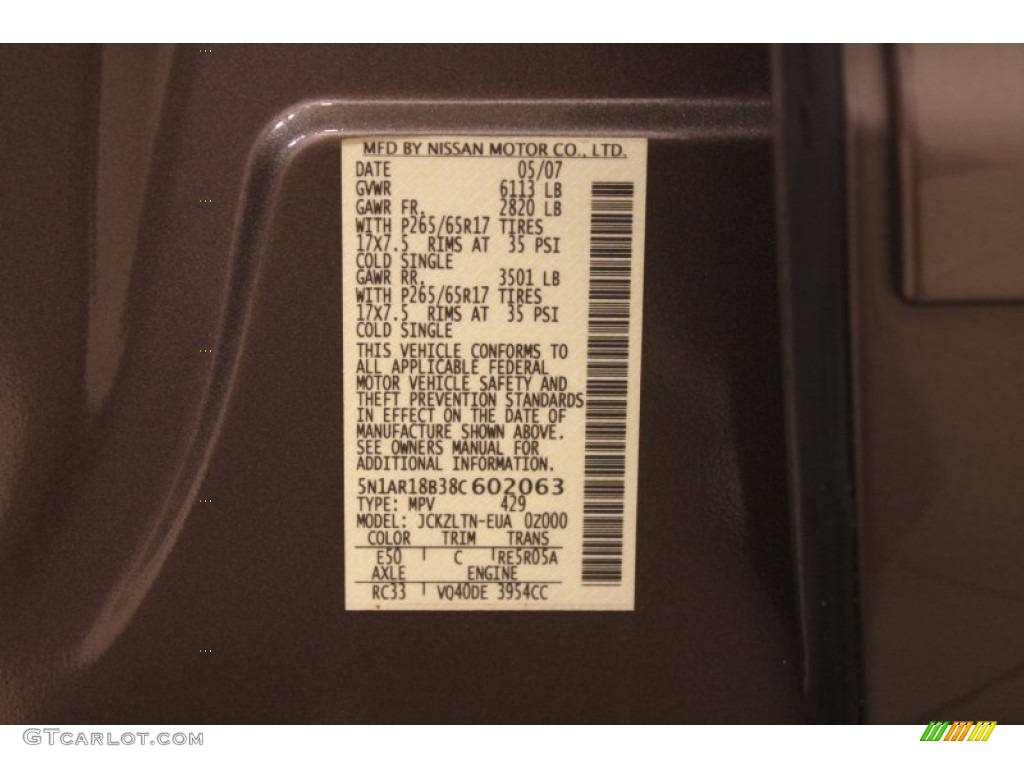 MFD BY NISSAN MOTOR CO., LTD.
DATE 05/07
GVWR 6113 LB
GAWR FR. 2820 LB
WITH P265/65R17 TIRES
17X7.5 RIMS AT 35 PSI
COLD SINGLE
GAWR RR. 3501 LB
WITH P265/65R17 TIRES
17X7.5 RIMS AT 35 PSI
COLD SINGLE
THIS VEHICLE CONFORMS TO
ALL APPLICABLE FEDERAL
MOTOR VEHICLE SAFETY AND
THEFT PREVENTION STANDARDS
IN EFFECT ON THE DATE OF
MANUFACTURE SHOWN ABOVE.
SEE OWNERS MANUAL FOR
ADDITIONAL INFORMATION.
5N1AR18B38C602063
TYPE: MPV 429
MODEL: JCKZLTN-EUA 0Z000
COLOR TRIM TRANS
E50 C RE5R05A
AXLE ENGINE
RC33 VQ40DE 3954CC
GTCARLOT.COM